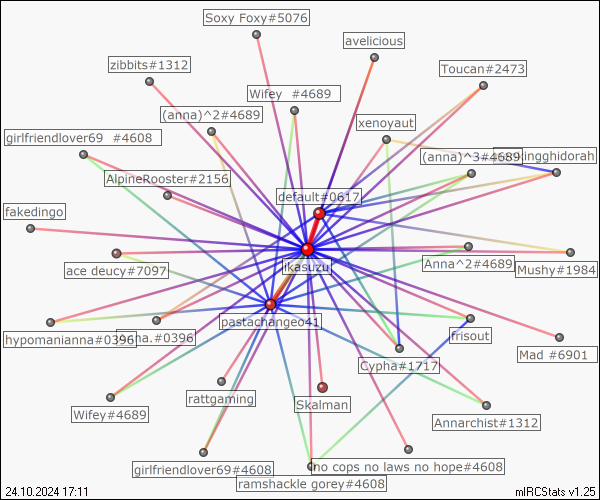 Soxy Foxy#5076
avelicious
zibbits#1312
Toucan#2473
Wifey #4689
(anna)^2#4689
xenoyaut
girlfriendlover69 #4608
(anna)^3#4689
ingghidorah
AlpineRooster#2156
default#0617
fakedingo
ikasuzu
Anna^2#4689
ace deucy#7097
Mushy#1984
pastachange041
hypomanianna#0396
na.#0396
frisout
Mad #6901
Cypha#1717
rattgaming
Skalman
Wifey#4689
Annarchist#1312
girlfriendlover69#4608
no cops no laws no hope#4608
ramshackle gorey#4608
24.10.2024 17:11
mIRCStats v1.25